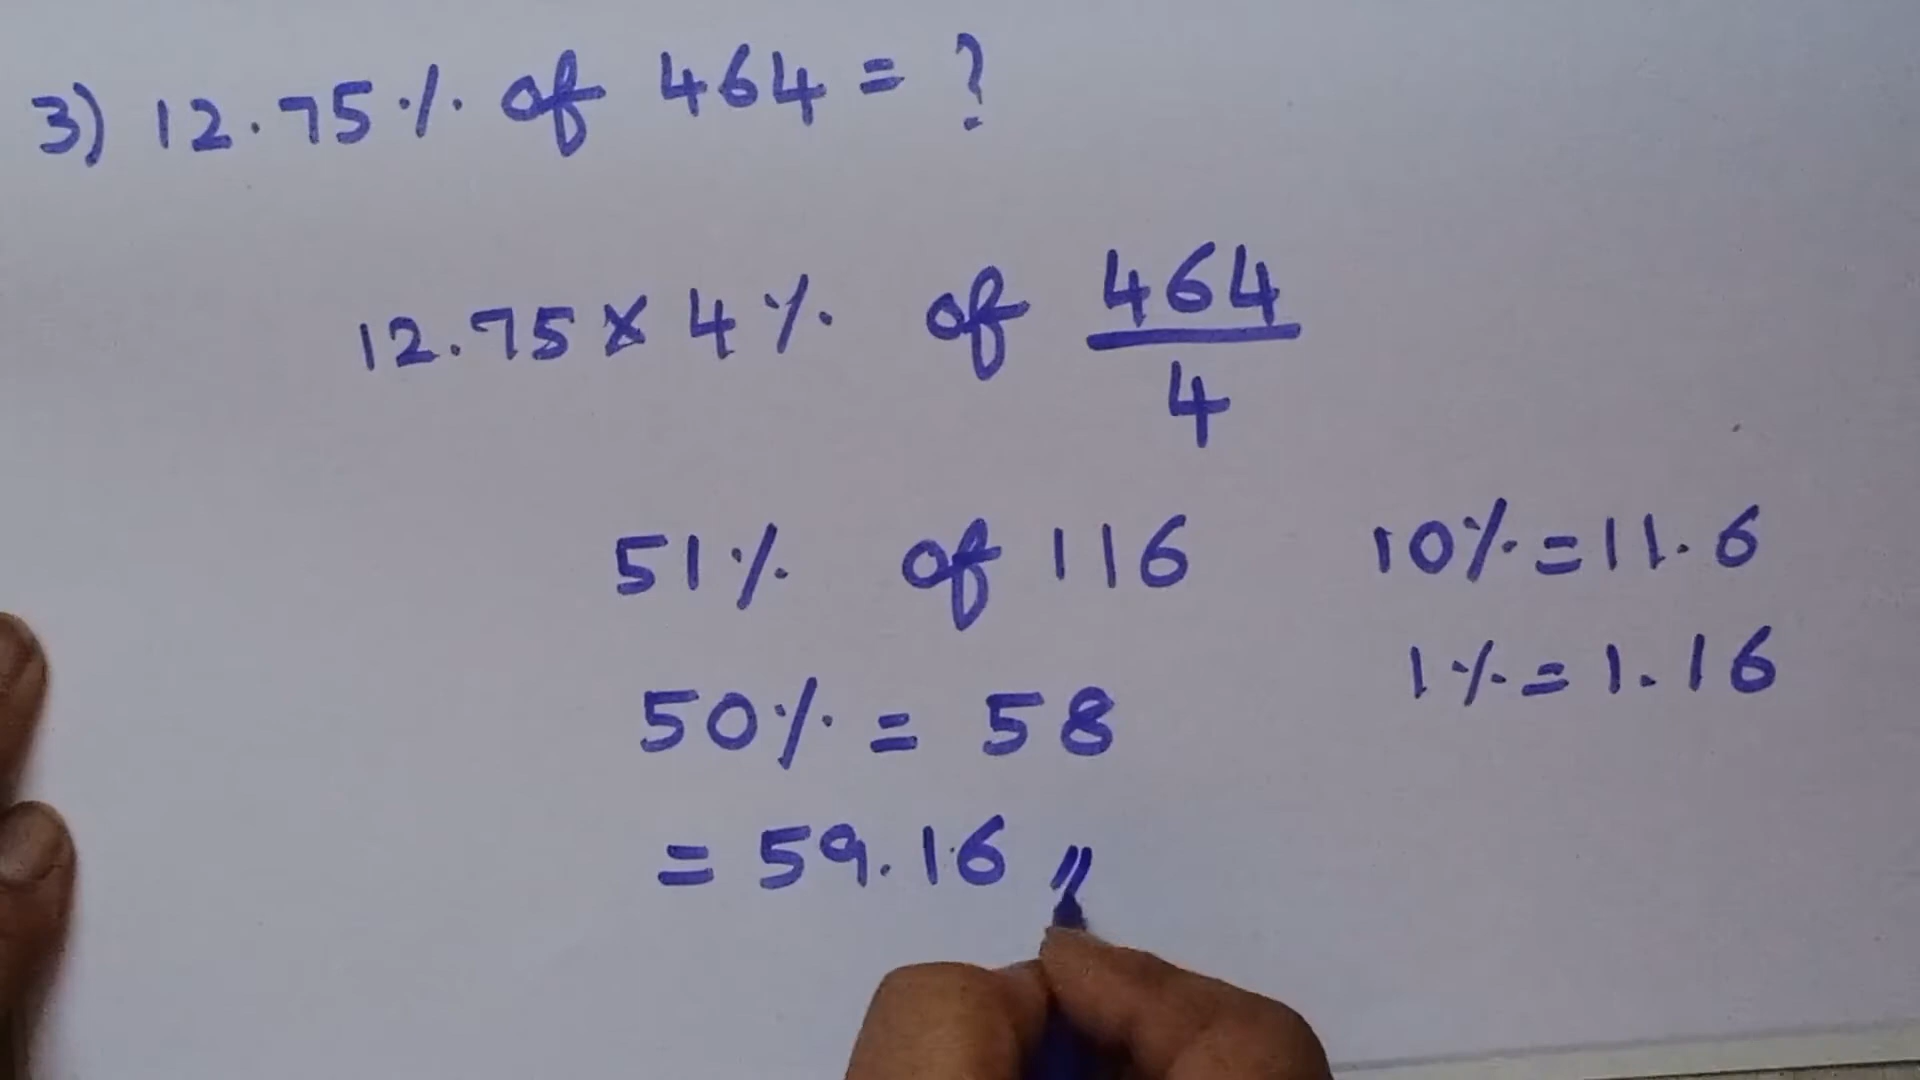 3) 12.75% of 464 = ?
12.75 × 4% of 464/4
51% of 116
10% = 11.6
1% = 1.16
50% = 58
= 59.16 //